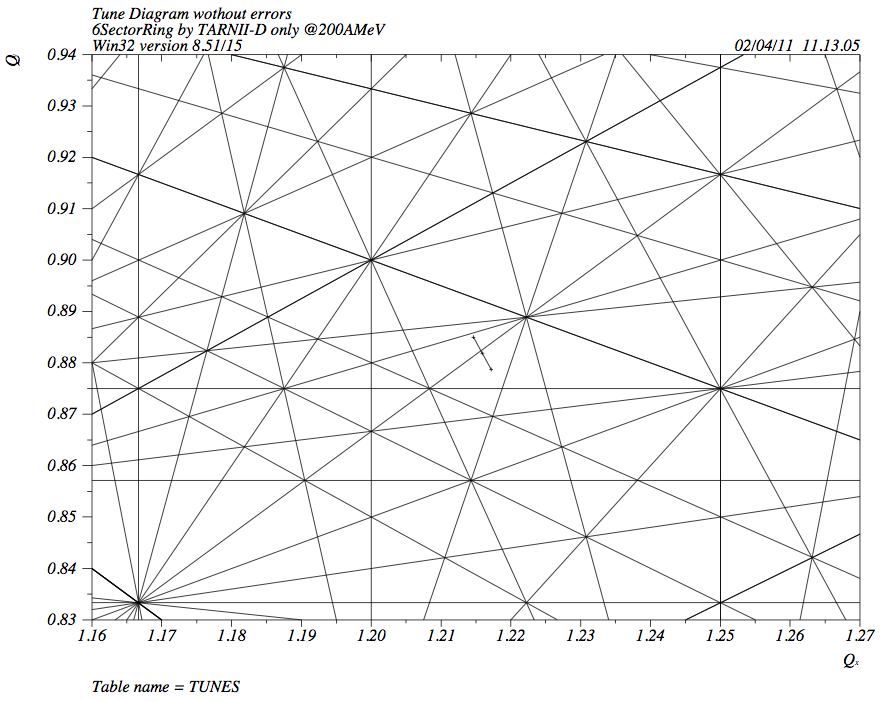 Tune Diagram wothout errors
6SectorRing by TARNII-D only @200AMeV
Win32 version 8.51/15 02/04/11 11.13.05
Q
0.94
0.93
0.92
0.91
0.90
0.89
0.88
0.87
0.86
0.85
0.84
0.83
1.16 1.17 1.18 1.19 1.20 1.21 1.22 1.23 1.24 1.25 1.26 1.27
Qx
Table name = TUNES